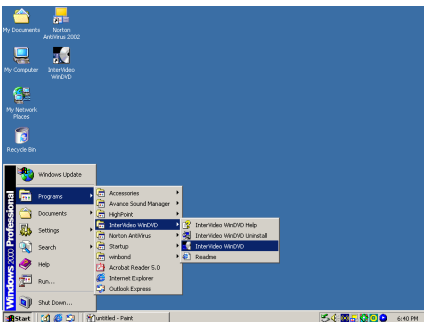 My Documents
Norton
AntiVirus 2002
My Computer
InterVideo
WinDVD
My Network
Places
Recycle Bin
Windows 2000 Professional
Windows Update
Programs
Documents
Settings
Search
Help
Run...
Shut Down...
Accessories
Avance Sound Manager
HighPoint
InterVideo WinDVD
Norton AntiVirus
Startup
winbond
Acrobat Reader 5.0
Internet Explorer
Outlook Express
InterVideo WinDVD Help
InterVideo WinDVD Uninstall
InterVideo WinDVD
Readme
Start
untitled - Paint
6:40 PM